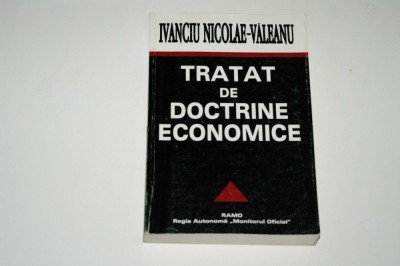 IVANCIU NICOLAE-VĂLEANU
TRATAT
DE
DOCTRINE
ECONOMICE
RAMO
Regia Autonomă „Monitorul Oficial"